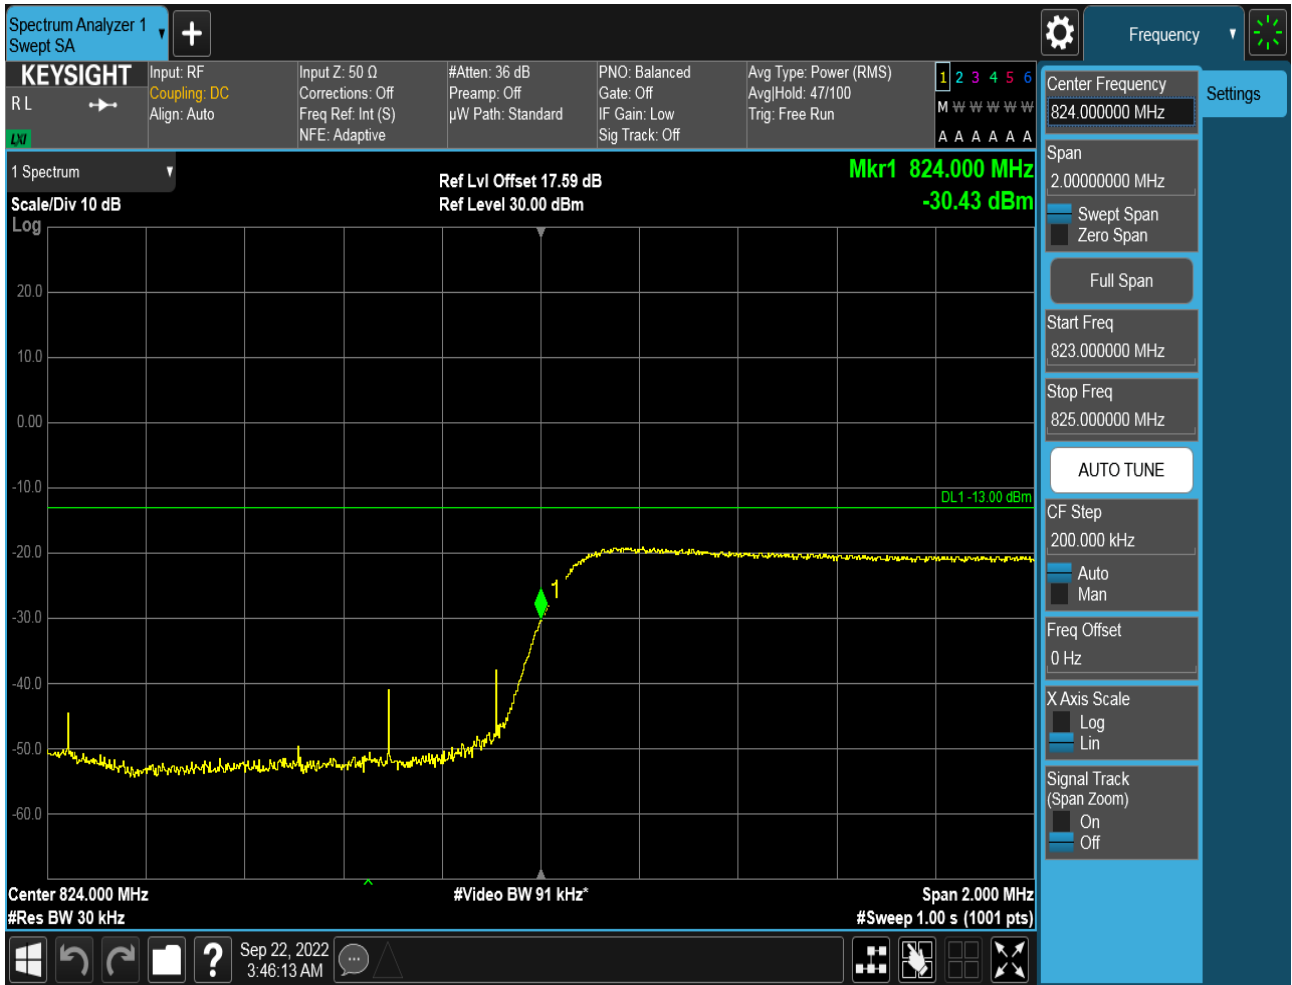 Spectrum Analyzer 1
Swept SA
Frequency
KEYSIGHT
R L
LXI
Input: RF
Coupling: DC
Align: Auto
Input Z: 50 Ω
Corrections: Off
Freq Ref: Int (S)
NFE: Adaptive
#Atten: 36 dB
Preamp: Off
µW Path: Standard
PNO: Balanced
Gate: Off
IF Gain: Low
Sig Track: Off
Avg Type: Power (RMS)
Avg|Hold: 47/100
Trig: Free Run
1 2 3 4 5 6
M W W W W W
A A A A A A
1 Spectrum
Scale/Div 10 dB
Log
Ref Lvl Offset 17.59 dB
Ref Level 30.00 dBm
Mkr1 824.000 MHz
-30.43 dBm
20.0
10.0
0.00
-10.0
-20.0
-30.0
-40.0
-50.0
-60.0
DL1 -13.00 dBm
1
Center 824.000 MHz
#Res BW 30 kHz
#Video BW 91 kHz*
Span 2.000 MHz
#Sweep 1.00 s (1001 pts)
Sep 22, 2022
3:46:13 AM
Center Frequency
824.000000 MHz
Settings
Span
2.00000000 MHz
Swept Span
Zero Span
Full Span
Start Freq
823.000000 MHz
Stop Freq
825.000000 MHz
AUTO TUNE
CF Step
200.000 kHz
Auto
Man
Freq Offset
0 Hz
X Axis Scale
Log
Lin
Signal Track
(Span Zoom)
On
Off